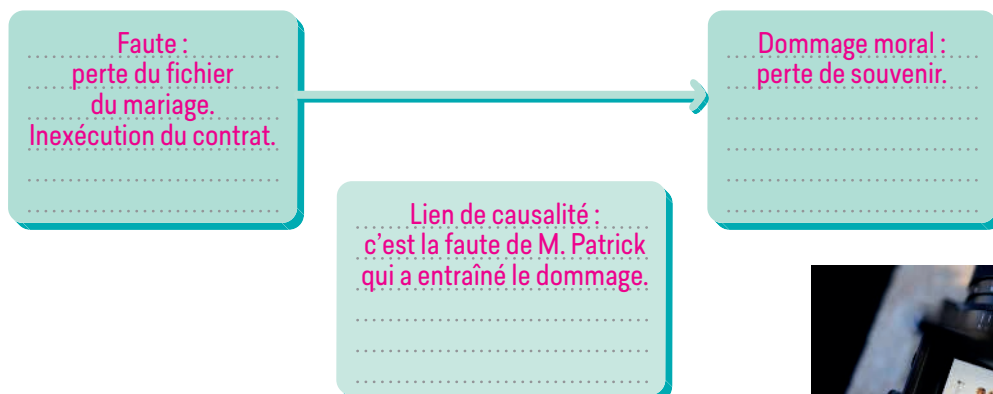 Faute :
perte du fichier
du mariage.
Inexécution du contrat.
Dommage moral :
perte de souvenir.
Lien de causalité :
c’est la faute de M. Patrick
qui a entraîné le dommage.